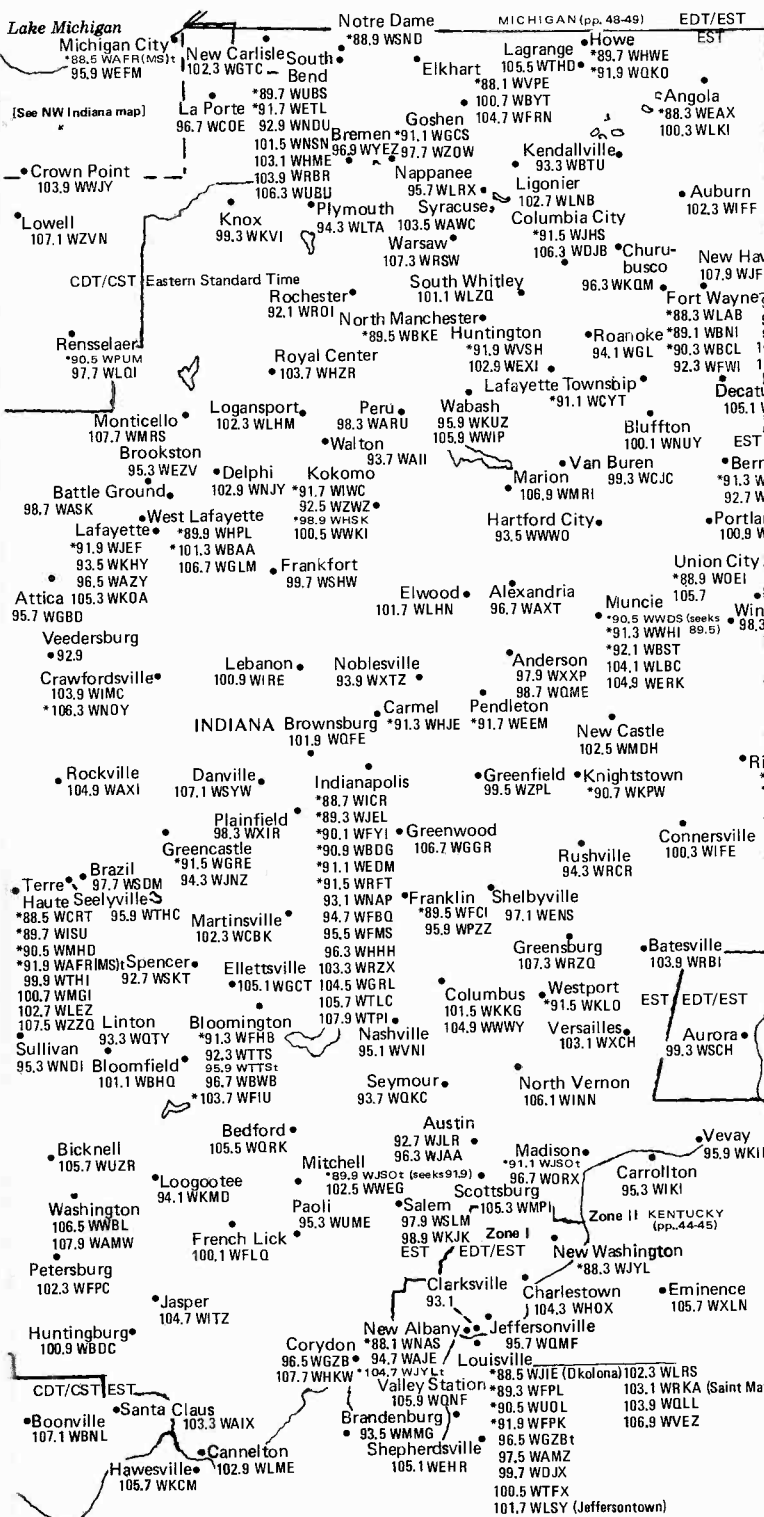 Lake Michigan
Notre Dame
*88.9 WSND
MICHIGAN (pp. 48-49)
EDT/EST
EST
Michigan City
*88.5 WAFR(MS)t
95.9 WEFM
New Carlisle
102.3 WGTC
South
Bend
*89.7 WUBS
*91.7 WETL
92.9 WNDU
101.5 WNSN
103.1 WHME
103.9 WRBR
106.3 WUBU
Elkhart
*88.1 WVPE
100.7 WBYT
104.7 WFRN
Lagrange
105.5 WTHD
Howe
*89.7 WHWE
*91.9 WQKO
[See NW Indiana map]
La Porte
96.7 WCOE
Goshen
*91.1 WGCS
97.7 WZOW
Angola
*88.3 WEAX
100.3 WLKI
Bremen
96.9 WYEZ
Kendallville
93.3 WBTU
Crown Point
103.9 WWJY
Nappanee
95.7 WLRX
Ligonier
102.7 WLNB
Auburn
102.3 WIFF
Lowell
107.1 WZVN
Knox
99.3 WKVI
Plymouth
94.3 WLTA
Syracuse
103.5 WAWC
Columbia City
*91.5 WJHS
106.3 WDJB
Warsaw
107.3 WRSW
Churu-
busco
96.3 WKQM
New Hav
107.9 WJF
CDT/CST
Eastern Standard Time
Rochester
92.1 WROI
South Whitley
101.1 WLZQ
Fort Wayne
*88.3 WLAB
*89.1 WBNI
*90.3 WBCL
92.3 WFWI
North Manchester
*89.5 WBKE
Huntington
*91.9 WVSH
102.9 WEXI
Roanoke
94.1 WGL
Rensselaer
*90.5 WPUM
97.7 WLQI
Royal Center
103.7 WHZR
Lafayette Township
*91.1 WCYT
Decatu
105.1
Monticello
107.7 WMRS
Logansport
102.3 WLHM
Peru
98.3 WARU
Wabash
95.9 WKUZ
105.9 WWIP
Bluffton
100.1 WNUY
EST
Brookston
95.3 WEZV
Walton
93.7 WAII
Delphi
102.9 WNJY
Kokomo
*91.7 WIWC
92.5 WZWZ
*98.9 WHSK
100.5 WWKI
Marion
106.9 WMRI
Van Buren
99.3 WCJC
Bern
*91.3 W
92.7 W
Battle Ground
98.7 WASK
West Lafayette
*89.9 WHPL
*101.3 WBAA
106.7 WGLM
Hartford City
93.5 WWWO
Portla
100.9 W
Lafayette
*91.9 WJEF
93.5 WKHY
96.5 WAZY
105.3 WKOA
Frankfort
99.7 WSHW
Union City
*88.9 WOEI
105.7
Attica
95.7 WGBD
Elwood
101.7 WLHN
Alexandria
96.7 WAXT
Muncie
*90.5 WWDS (seeks
89.5)
*91.3 WWHI
*92.1 WBST
104.1 WLBC
104.9 WERK
Win
98.3
Veedersburg
92.9
Crawfordsville
103.9 WIMC
*106.3 WNOY
Lebanon
100.9 WIRE
Noblesville
93.9 WXTZ
Anderson
97.9 WXXP
98.7 WQME
INDIANA
Brownsburg
101.9 WQFE
Carmel
*91.3 WHJE
Pendleton
*91.7 WEEM
New Castle
102.5 WMDH
Rockville
104.9 WAXI
Danville
107.1 WSYW
Indianapolis
*88.7 WICR
*89.3 WJEL
*90.1 WFYI
*90.9 WBDG
*91.1 WEDM
*91.5 WRFT
93.1 WNAP
94.7 WFBQ
95.5 WFMS
96.3 WHHH
103.3 WRZX
104.5 WGRL
105.7 WTLC
107.9 WTPI
Greenfield
99.5 WZPL
Knightstown
*90.7 WKPW
Ri
Plainfield
98.3 WXIR
Greenwood
106.7 WGGR
Connersville
100.3 WIFE
Greencastle
*91.5 WGRE
94.3 WJNZ
Rushville
94.3 WRCR
Brazil
97.7 WSDM
Terre
Haute
*88.5 WCRT
*89.7 WISU
*90.5 WMHD
*91.9 WAFR(MS)t
99.9 WTHI
100.7 WMGI
102.7 WLEZ
107.5 WZZQ
Seelyville
95.9 WTHC
Martinsville
102.3 WCBK
Franklin
*89.5 WFCI
95.9 WPZZ
Shelbyville
97.1 WENS
Greensburg
107.3 WRZQ
Batesville
103.9 WRBI
Spencer
92.7 WSKT
Ellettsville
105.1 WGCT
Columbus
101.5 WKKG
104.9 WWWY
Westport
*91.5 WKLO
EST
EDT/EST
Linton
93.3 WQTY
Bloomington
*91.3 WFHB
92.3 WTTS
95.9 WTTSt
96.7 WBWB
*103.7 WFIU
Nashville
95.1 WVNI
Versailles
103.1 WXCH
Aurora
99.3 WSCH
Sullivan
95.3 WNDI
Bloomfield
101.1 WBHQ
Seymour
93.7 WQKC
North Vernon
106.1 WINN
Bedford
105.5 WQRK
Austin
92.7 WJLR
96.3 WJAA
Madison
*91.1 WJSOt
96.7 WORX
Vevay
95.9 WKI
Bicknell
105.7 WUZR
Mitchell
*89.9 WJSOt (seeks91.9)
102.5 WWEG
Carrollton
95.3 WIKI
Loogootee
94.1 WKMD
Scottsburg
105.3 WMPI
Washington
106.5 WWBL
107.9 WAMW
Paoli
95.3 WUME
Salem
97.9 WSLM
98.9 WKJK
Zone I
Zone II
KENTUCKY
(pp..44-45)
French Lick
100.1 WFLQ
EST
EDT/EST
New Washington
*88.3 WJYL
Petersburg
102.3 WFPC
Clarksville
93.1
Charlestown
104.3 WHOX
Eminence
105.7 WXLN
Jasper
104.7 WITZ
Huntingburg
100.9 WBDC
New Albany
*88.1 WNAS
94.7 WAJE
*104.7 WJYLt
Jeffersonville
95.7 WQMF
Corydon
96.5 WGZB
107.7 WHKW
Louisville
*88.5 WJIE (Okolona)
*89.3 WFPL
*90.5 WUOL
*91.9 WFPK
96.5 WGZBt
97.5 WAMZ
99.7 WDJX
100.5 WTFX
101.7 WLSY (Jeffersontown)
102.3 WLRS
103.1 WRKA (Saint Ma
103.9 WQLL
106.9 WVEZ
CDT/CST
EST
Valley Station
105.9 WQNF
Boonville
107.1 WBNL
Santa Claus
103.3 WAIX
Brandenburg
93.5 WMMG
Cannelton
102.9 WLME
Shepherdsville
105.1 WEHR
Hawesville
105.7 WKCM